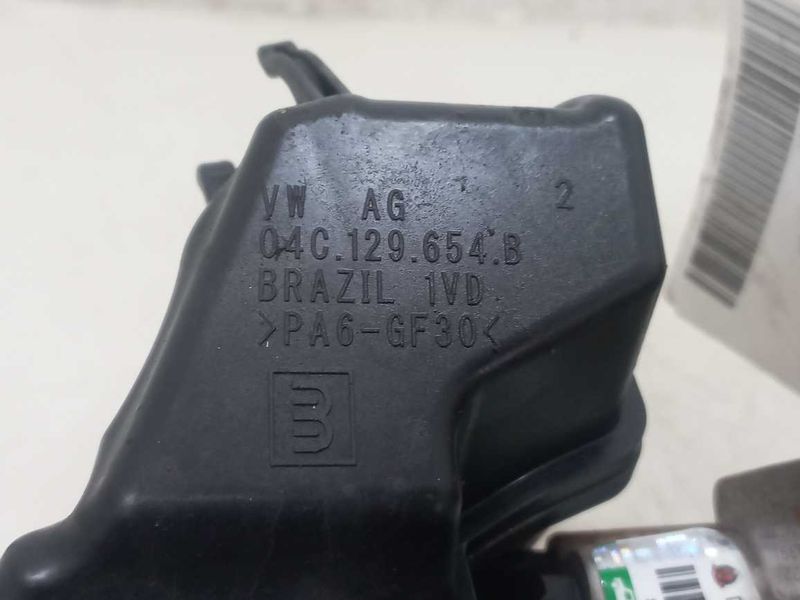 VW AG 2
04C.129.654.B
BRAZIL 1VD
>PA6-GF30<
B